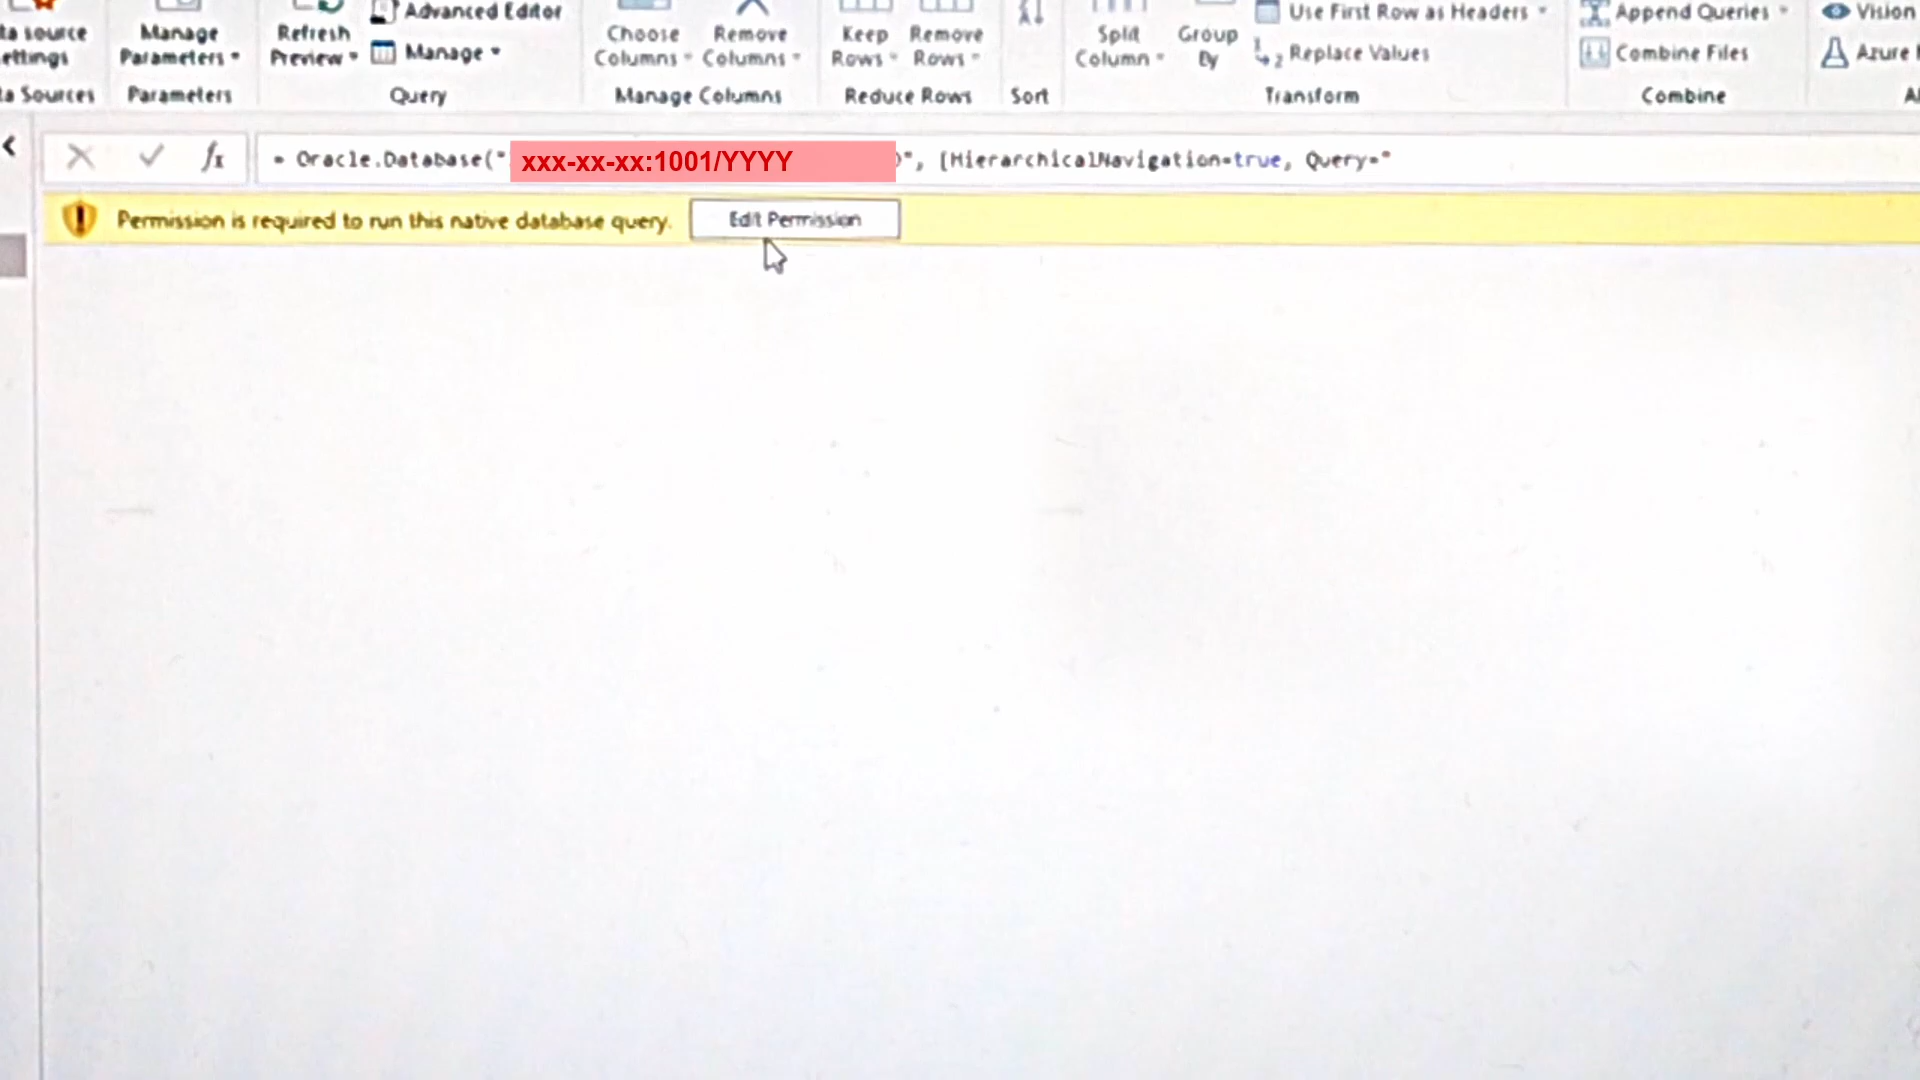 Advanced Editor
Use First Row as Headers
Append Queries
Vision
ta source
ettings
Manage
Parameters
Refresh
Preview
Manage
Choose
Columns
Remove
Columns
Keep
Rows
Remove
Rows
Split
Column
Group
By
Replace Values
Combine Files
Azure
a Sources
Parameters
Query
Manage Columns
Reduce Rows
Sort
Transform
Combine
fx = Oracle.Database("xxx-xx-xx:1001/YYYY", [HierarchicalNavigation=true, Query="
Permission is required to run this native database query. Edit Permission